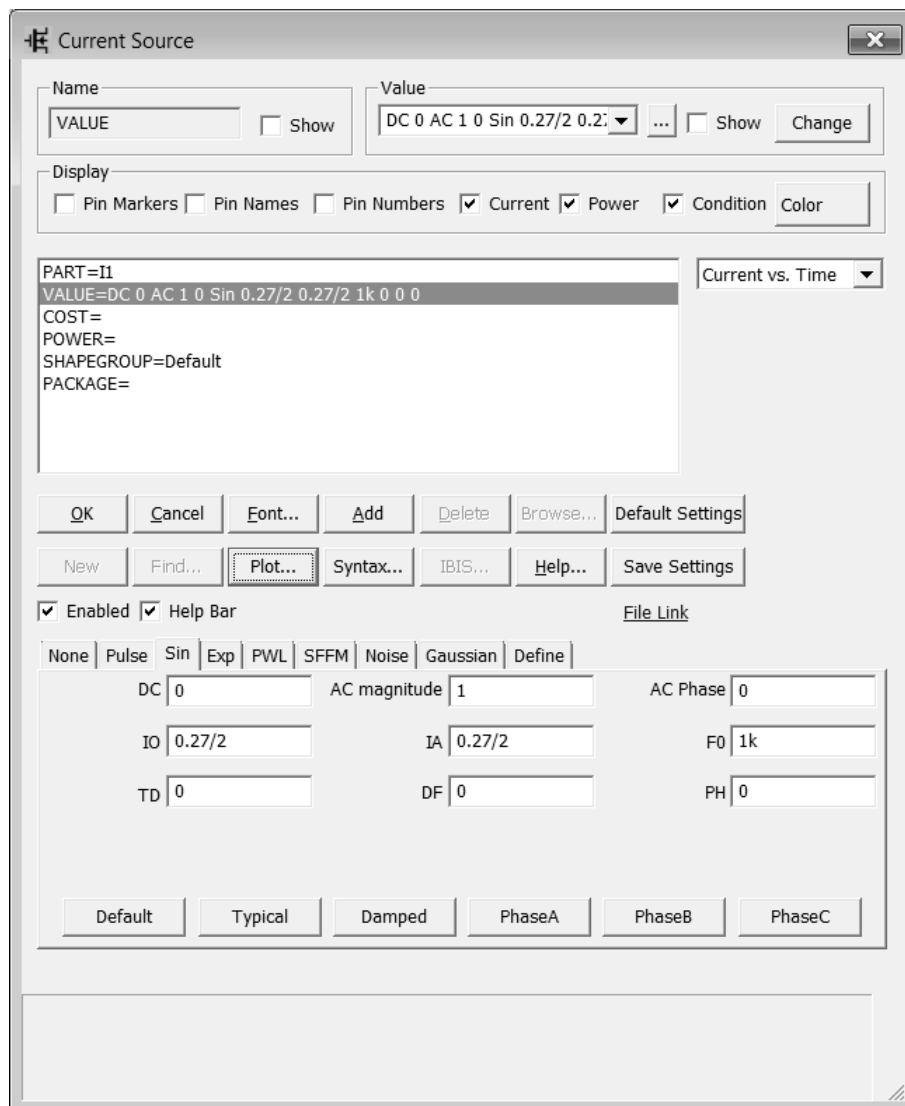 Current Source
Name Value
VALUE Show DC 0 AC 1 0 Sin 0.27/2 0.27 ... Show Change
Display
Pin Markers Pin Names Pin Numbers Current Power Condition Color
PART=I1 Current vs. Time
VALUE=DC 0 AC 1 0 Sin 0.27/2 0.27/2 1k 0 0 0
COST=
POWER=
SHAPEGROUP=Default
PACKAGE=
OK Cancel Font... Add Delete Browse... Default Settings
New Find... Plot... Syntax... IBIS... Help... Save Settings
Enabled Help Bar File Link
None Pulse Sin Exp PWL SFFM Noise Gaussian Define
DC 0 AC magnitude 1 AC Phase 0
IO 0.27/2 IA 0.27/2 F0 1k
TD 0 DF 0 PH 0
Default Typical Damped PhaseA PhaseB PhaseC